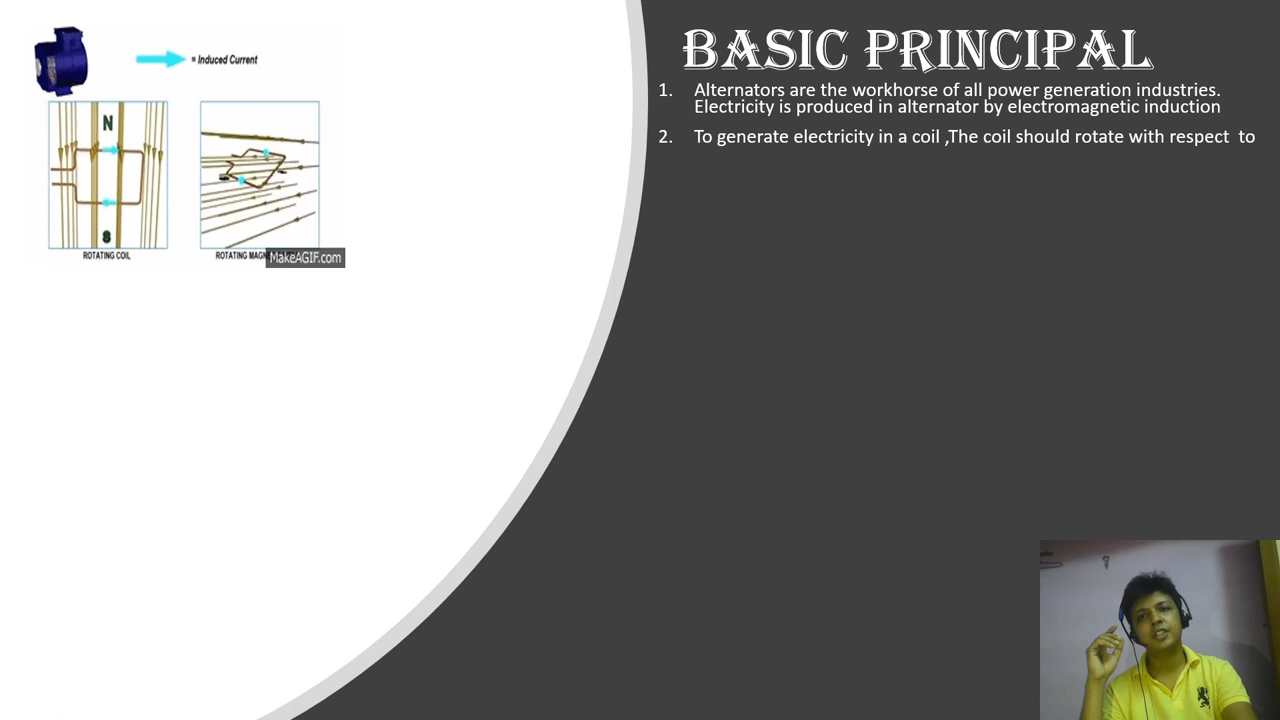 = Induced Current
N
S
ROTATING COIL
ROTATING MAGN
MakeAGIF.com
BASIC PRINCIPAL
1. Alternators are the workhorse of all power generation industries.
Electricity is produced in alternator by electromagnetic induction
2. To generate electricity in a coil ,The coil should rotate with respect to